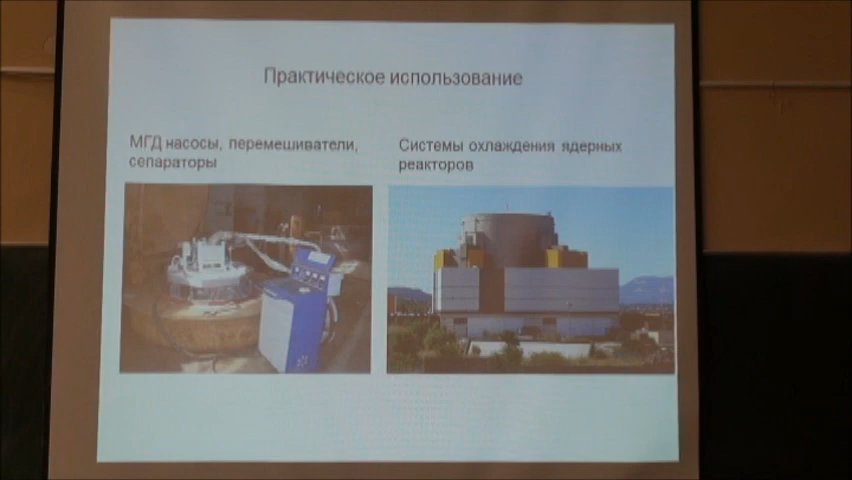 Практическое использование
МГД насосы, перемешиватели,
сепараторы
Системы охлаждения ядерных
реакторов